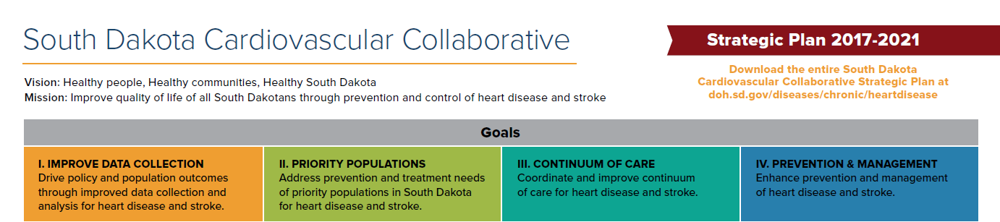 South Dakota Cardiovascular Collaborative
Strategic Plan 2017-2021
Vision: Healthy people, Healthy communities, Healthy South Dakota
Mission: Improve quality of life of all South Dakotans through prevention and control of heart disease and stroke
Download the entire South Dakota
Cardiovascular Collaborative Strategic Plan at
doh.sd.gov/diseases/chronic/heartdisease
Goals
I. IMPROVE DATA COLLECTION
Drive policy and population outcomes
through improved data collection and
analysis for heart disease and stroke.
II. PRIORITY POPULATIONS
Address prevention and treatment needs
of priority populations in South Dakota
for heart disease and stroke.
III. CONTINUUM OF CARE
Coordinate and improve continuum
of care for heart disease and stroke.
IV. PREVENTION & MANAGEMENT
Enhance prevention and management
of heart disease and stroke.